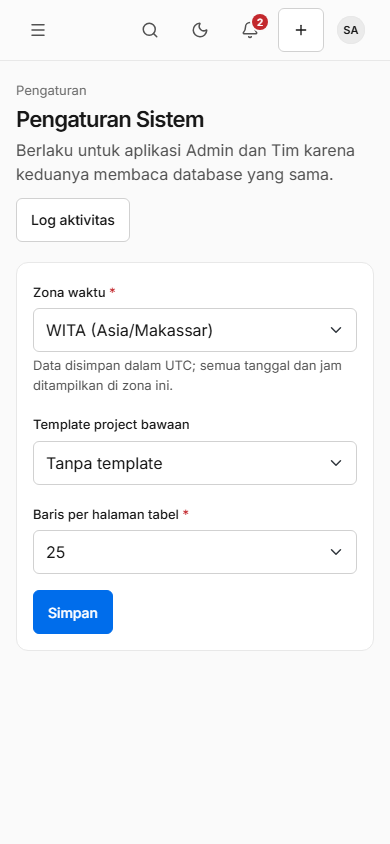 2
SA
Pengaturan
Pengaturan Sistem
Berlaku untuk aplikasi Admin dan Tim karena
keduanya membaca database yang sama.
Log aktivitas
Zona waktu *
WITA (Asia/Makassar)
Data disimpan dalam UTC; semua tanggal dan jam
ditampilkan di zona ini.
Template project bawaan
Tanpa template
Baris per halaman tabel *
25
Simpan